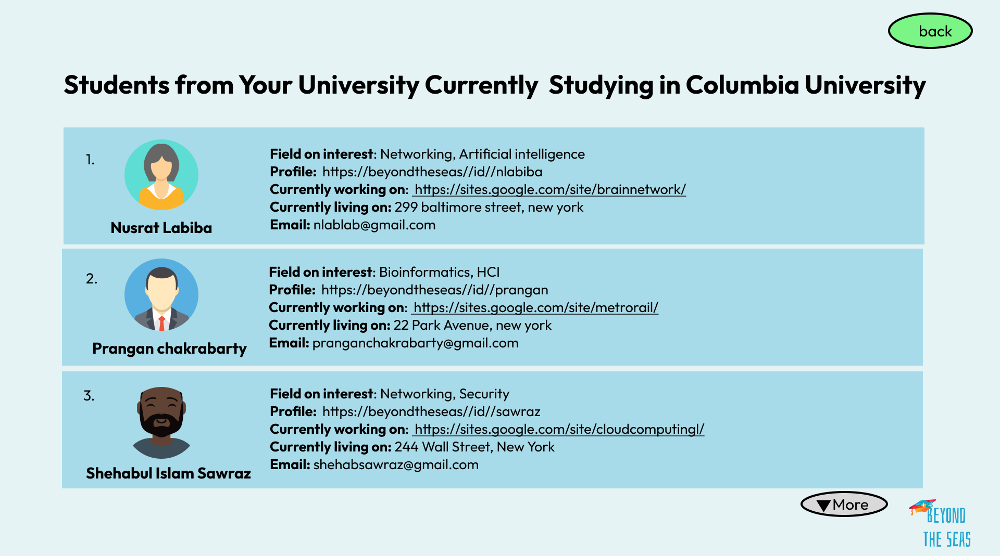 back
Students from Your University Currently  Studying in Columbia University
1.
Field on interest: Networking, Artificial intelligence
Profile:  https://beyondtheseas//id//nlabiba
Currently working on:  https://sites.google.com/site/brainnetwork/
Currently living on: 299 baltimore street, new york
Email: nlablab@gmail.com
Nusrat Labiba
2.
Field on interest: Bioinformatics, HCI
Profile:  https://beyondtheseas//id//prangan
Currently working on:  https://sites.google.com/site/metrorail/
Currently living on: 22 Park Avenue, new york
Email: pranganchakrabarty@gmail.com
Prangan chakrabarty
3.
Field on interest: Networking, Security
Profile:  https://beyondtheseas//id//sawraz
Currently working on:  https://sites.google.com/site/cloudcomputingl/
Currently living on: 244 Wall Street, New York
Email: shehabsawraz@gmail.com
Shehabul Islam Sawraz
More
BEYOND
THE SEAS